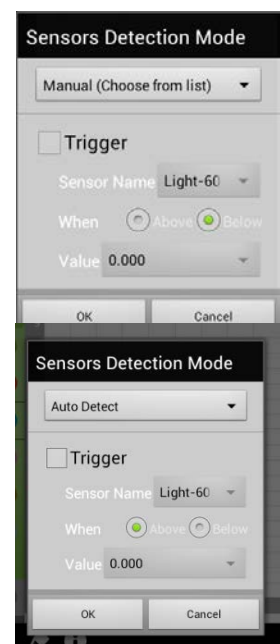 Sensors Detection Mode
Manual (Choose from list)
Trigger
Sensor Name Light-60
When Above Below
Value 0.000
OK Cancel
Sensors Detection Mode
Auto Detect
Trigger
Sensor Name Light-60
When Above Below
Value 0.000
OK Cancel